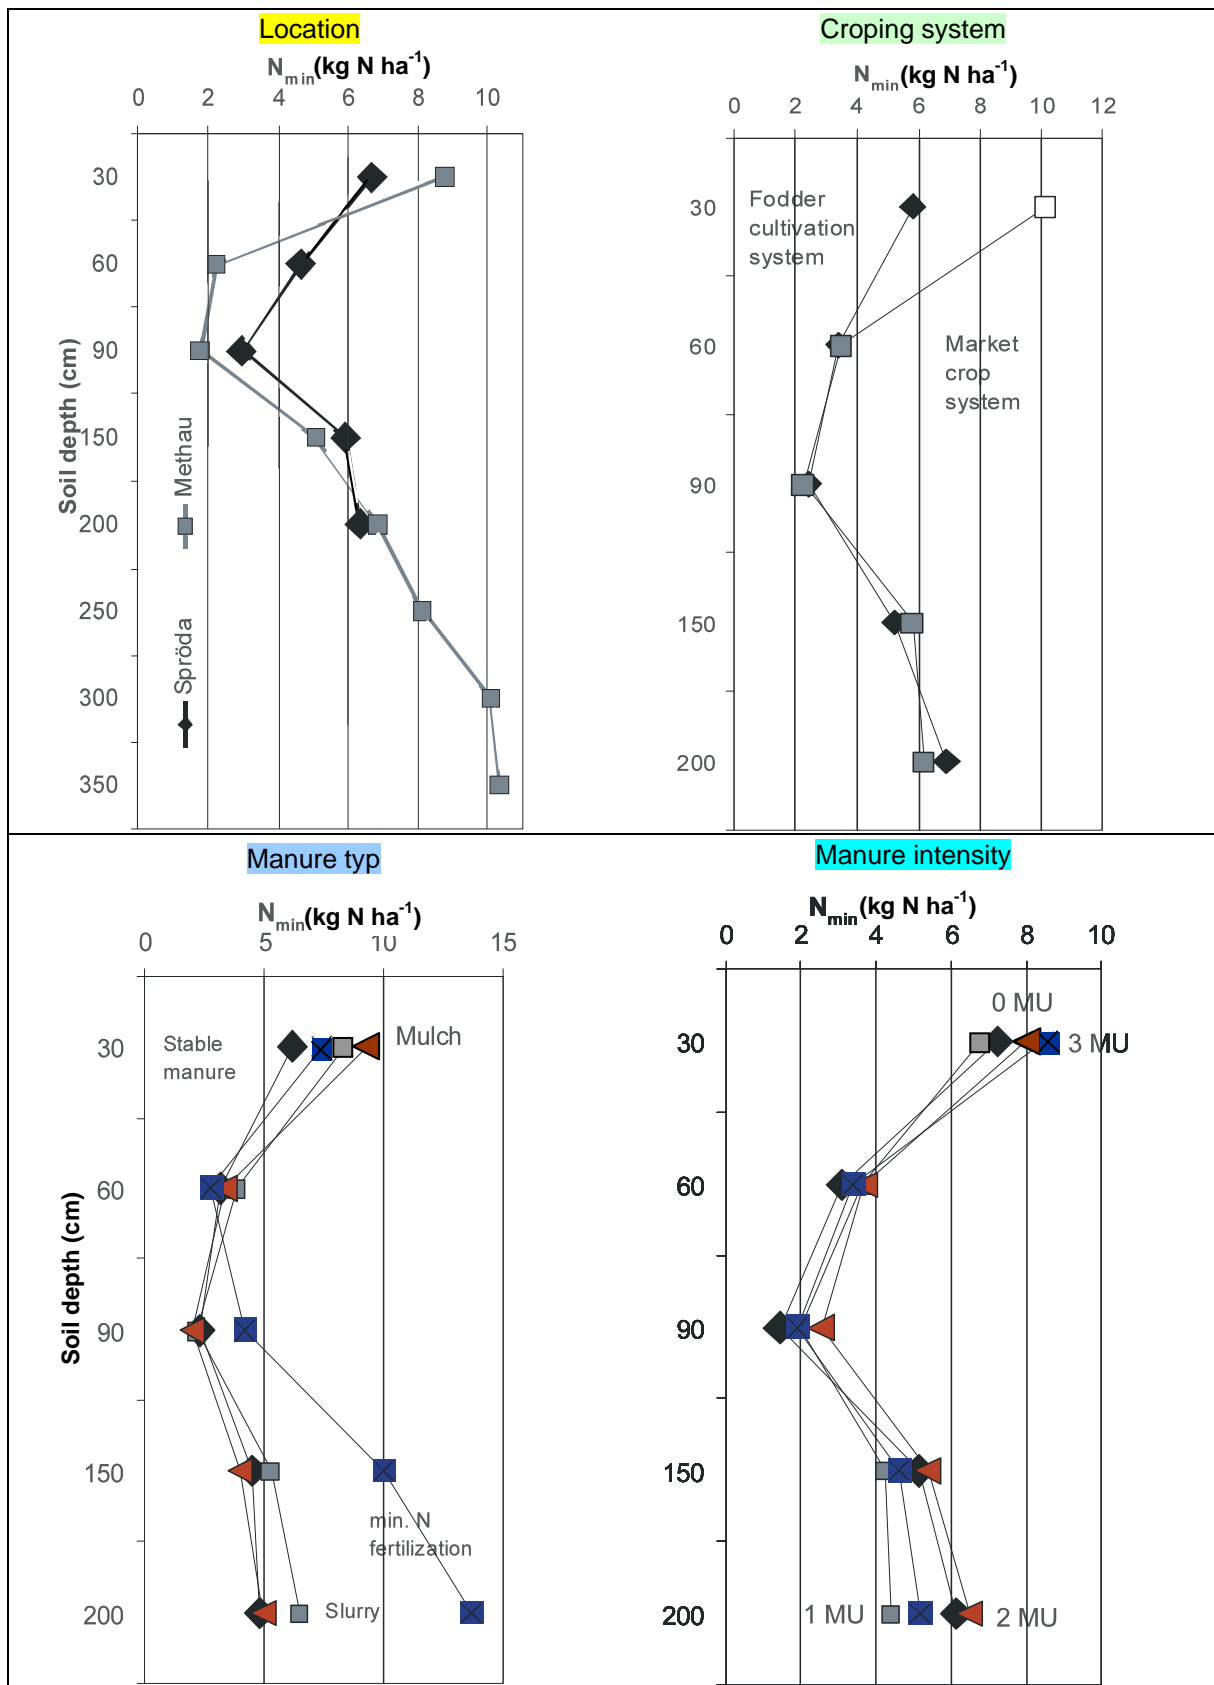 Location
N min (kg N ha-1)
0 2 4 6 8 10
30
60
90
150
200
250
300
350
Soil depth (cm)
Methau
Spröda
Croping system
N min (kg N ha-1)
0 2 4 6 8 10 12
30
60
90
150
200
Fodder
cultivation
system
Market
crop
system
Manure typ
N min (kg N ha-1)
0 5 10 15
30
60
90
150
200
Soil depth (cm)
Stable
manure
Mulch
min. N
fertilization
Slurry
Manure intensity
N min (kg N ha-1)
0 2 4 6 8 10
30
60
90
150
200
0 MU
3 MU
1 MU
2 MU